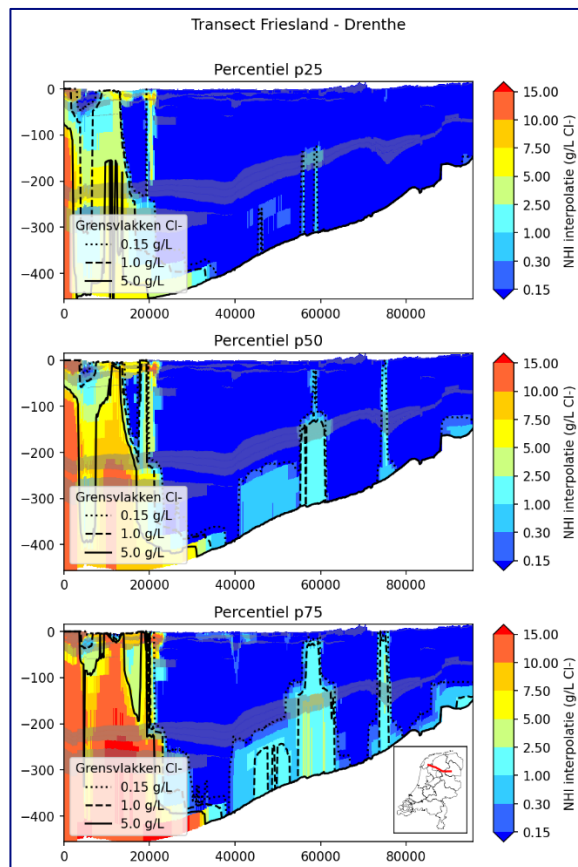 Transect Friesland - Drenthe
Percentiel p25
0
−100
−200
−300
−400
Grensvlakken Cl-
0.15 g/L
1.0 g/L
5.0 g/L
0 20000 40000 60000 80000
15.00
10.00
7.50
5.00
3.00
1.00
0.30
0.15
NHI interpolatie (g/L Cl-)
Percentiel p50
0
−100
−200
−300
−400
Grensvlakken Cl-
0.15 g/L
1.0 g/L
5.0 g/L
0 20000 40000 60000 80000
15.00
10.00
7.50
5.00
3.00
1.00
0.30
0.15
NHI interpolatie (g/L Cl-)
Percentiel p75
0
−100
−200
−300
−400
Grensvlakken Cl-
0.15 g/L
1.0 g/L
5.0 g/L
0 20000 40000 60000 80000
15.00
10.00
7.50
5.00
3.00
1.00
0.30
0.15
NHI interpolatie (g/L Cl-)